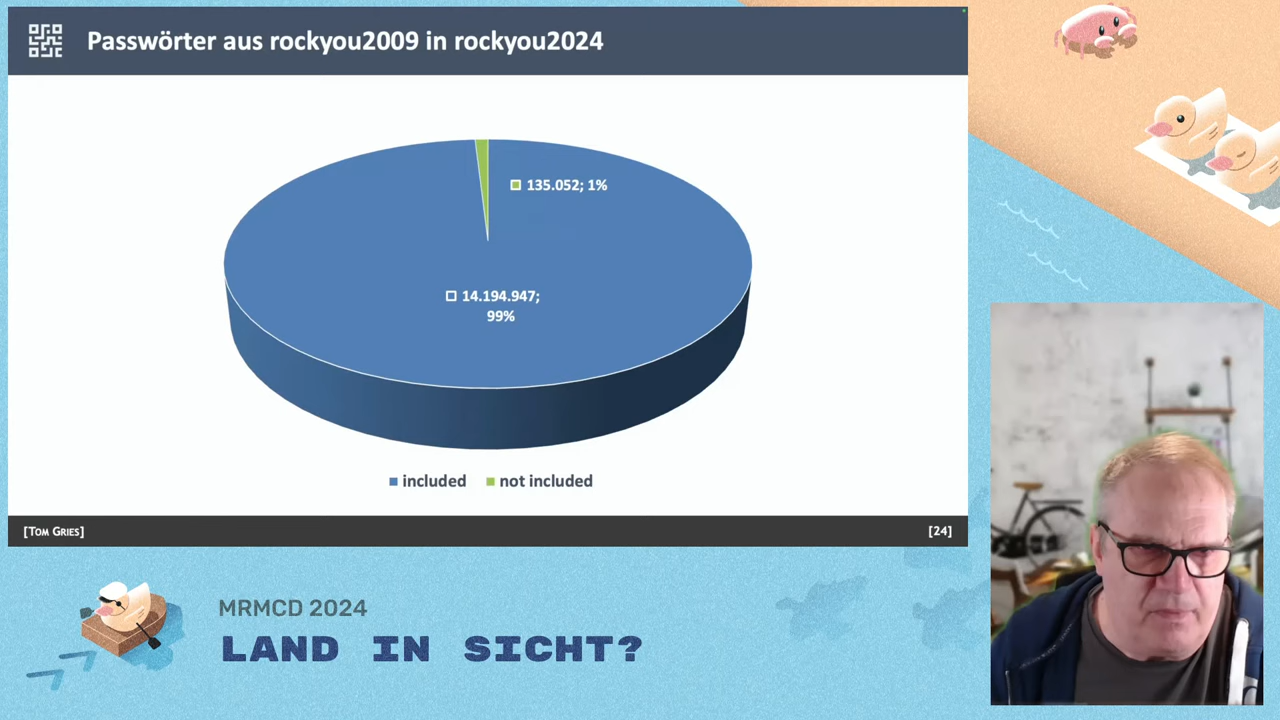 Passwörter aus rockyou2009 in rockyou2024
135.052; 1%
14.194.947;
99%
included
not included
[Tom Gries]
[24]
MRMCD 2024
LAND IN SICHT?